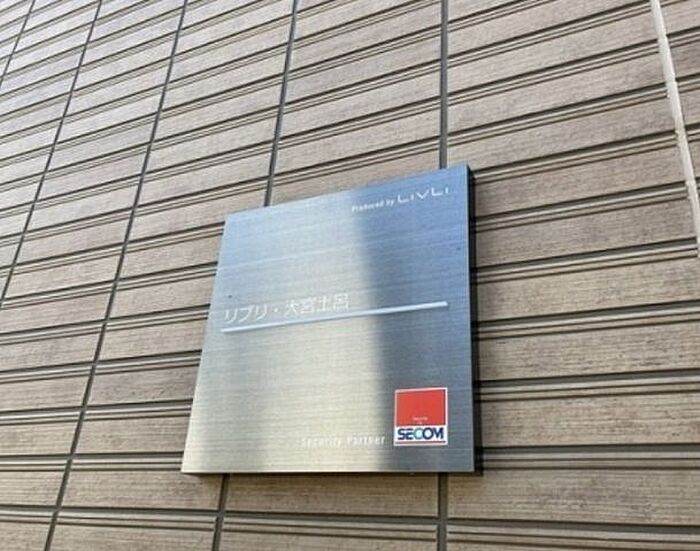 Produced by LIVLi
リブリ・大宮土呂
Security Partner
SECOM